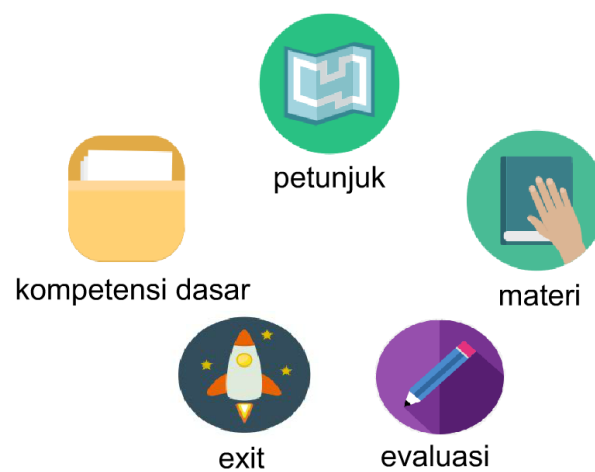 petunjuk
kompetensi dasar
materi
exit
evaluasi